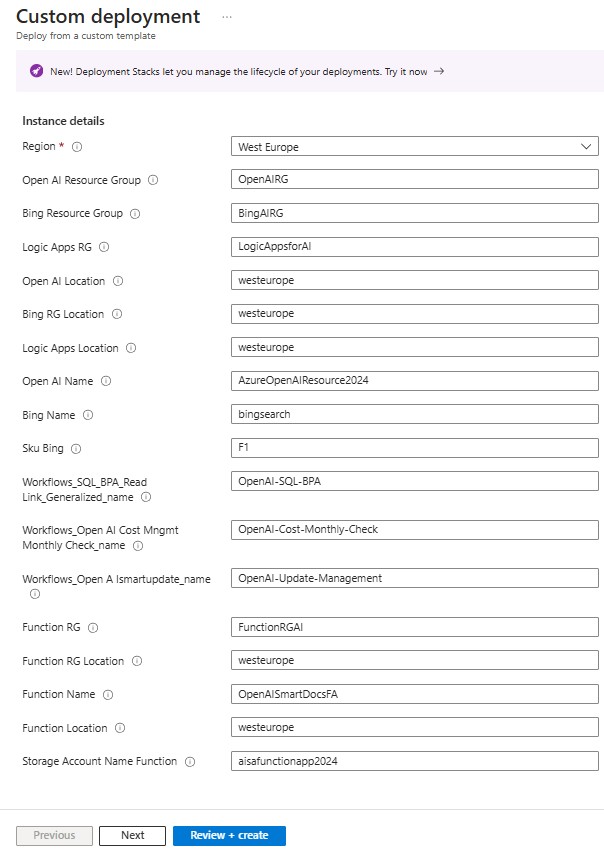 Custom deployment ...
Deploy from a custom template
New! Deployment Stacks let you manage the lifecycle of your deployments. Try it now →
Instance details
Region * West Europe
Open AI Resource Group OpenAIRG
Bing Resource Group BingAIRG
Logic Apps RG LogicAppsforAI
Open AI Location westeurope
Bing RG Location westeurope
Logic Apps Location westeurope
Open AI Name AzureOpenAIResource2024
Bing Name bingsearch
Sku Bing F1
Workflows_SQL_BPA_Read OpenAI-SQL-BPA
Link_Generalized_name
Workflows_Open AI Cost Mngmt OpenAI-Cost-Monthly-Check
Monthly Check_name
Workflows_Open A Ismartupdate_name OpenAI-Update-Management
Function RG FunctionRGAI
Function RG Location westeurope
Function Name OpenAISmartDocsFA
Function Location westeurope
Storage Account Name Function aisafunctionapp2024
Previous Next Review + create